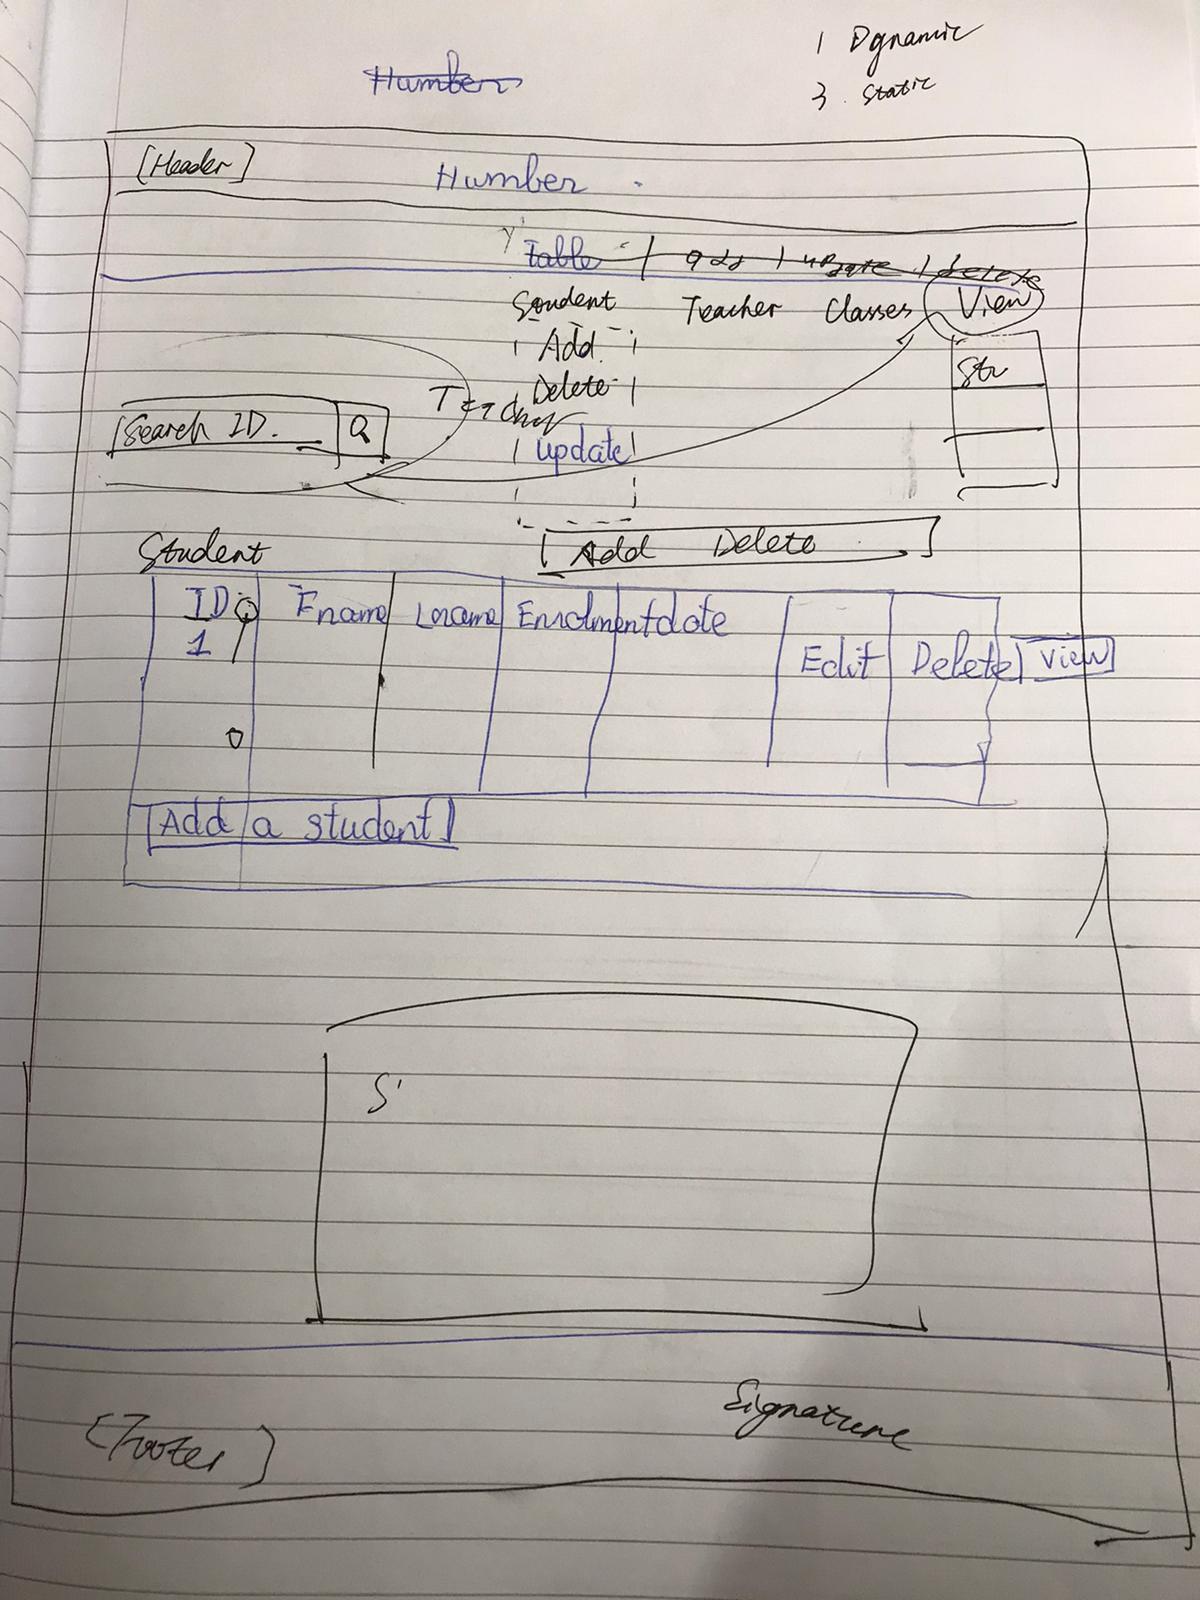 1 Dynamic
Humber
3. Static
[Header]
Humber
Table | add | update | delete
Student Teacher Classes View
Add
Str
Delete
Teacher
Search ID. Q
update
Student
[Add Delete]
ID Fname Lname Enrolmentdate
1
Edit Delete View
[Add a student]
S'
Signature
[Footer]